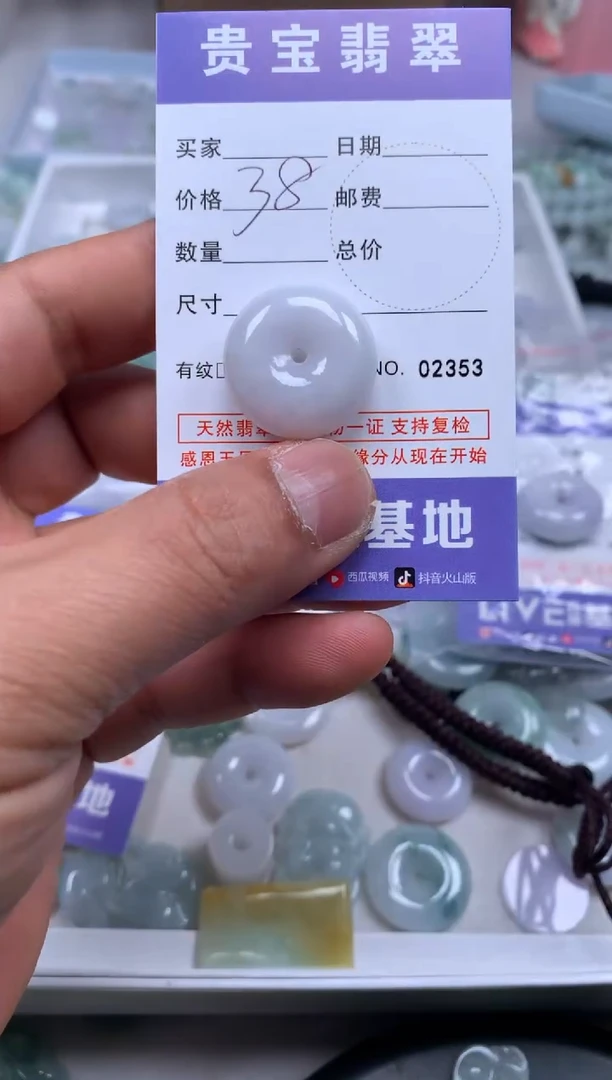 贵宝翡翠
买家 日期
价格 38 邮费
数量 总价
尺寸
有纹 NO. 02353
天然翡 一证 支持复检
感恩 缘分从现在开始
基地
西瓜视频 抖音火山版
地